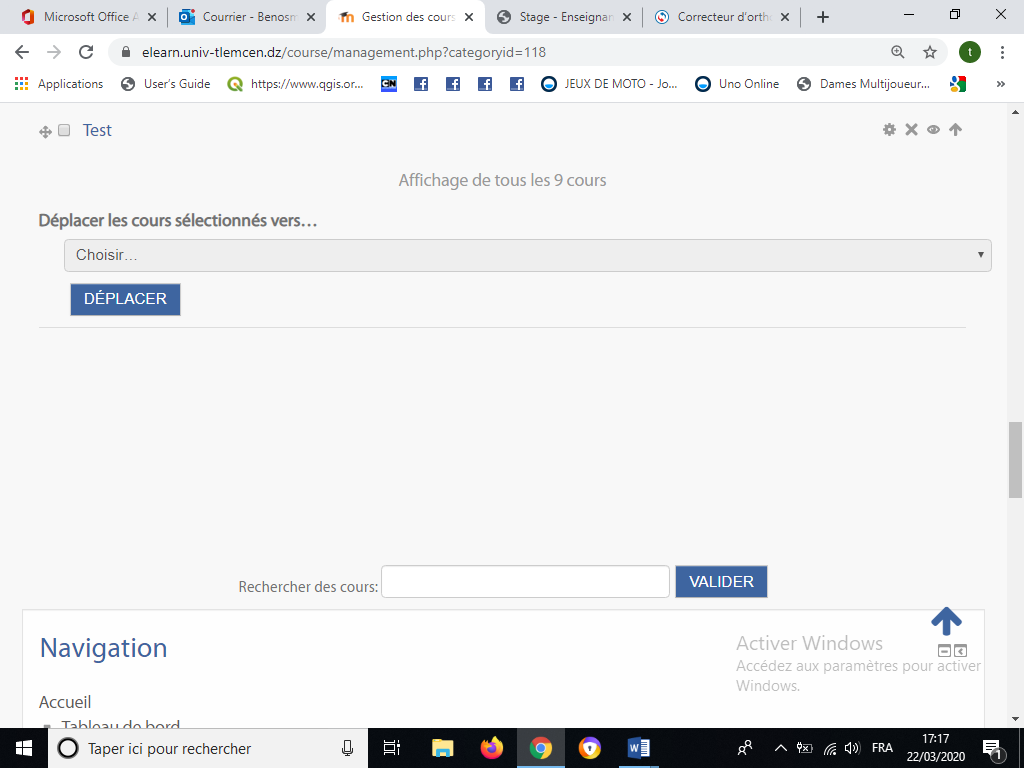 Microsoft Office
Courrier - Benosm
Gestion des cours
Stage - Enseignan
Correcteur d'orth
elearn.univ-tlemcen.dz/course/management.php?categoryid=118
t
Applications
User's Guide
https://www.qgis.or...
CN
JEUX DE MOTO - Jo...
Uno Online
Dames Multijoueur...
»
Test
Affichage de tous les 9 cours
Déplacer les cours sélectionnés vers...
Choisir...
DÉPLACER
Rechercher des cours:
VALIDER
Navigation
Activer Windows
Accédez aux paramètres pour activer
Windows.
Accueil
Tableau de bord
Taper ici pour rechercher
FRA
17:17
22/03/2020
1